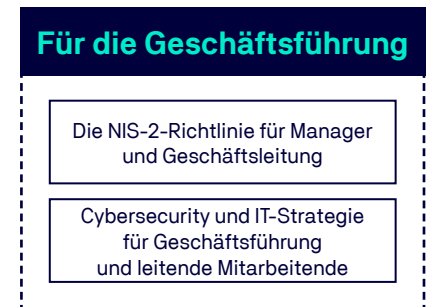 Für die Geschäftsführung
Die NIS-2-Richtlinie für Manager
und Geschäftsleitung
Cybersecurity und IT-Strategie
für Geschäftsführung
und leitende Mitarbeitende